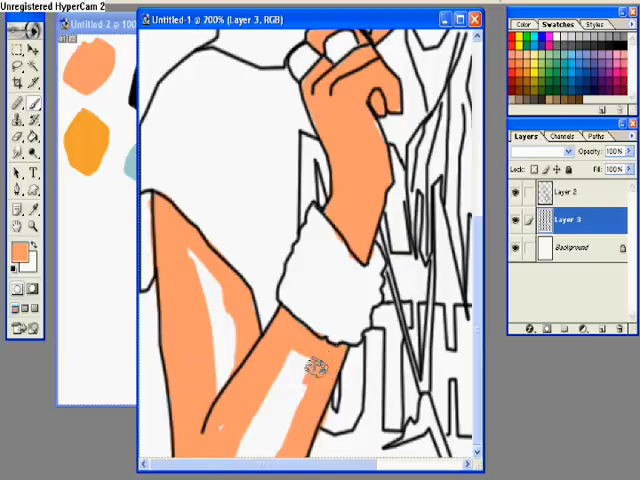 Unregistered HyperCam 2
Untitled-2 @ 100
Untitled-1 @ 200% (Layer 3, RGB)
Color
Swatches
Styles
Layers
Channels
Paths
Opacity: 100%
Lock:
Fill: 100%
Layer 2
Layer 3
Background